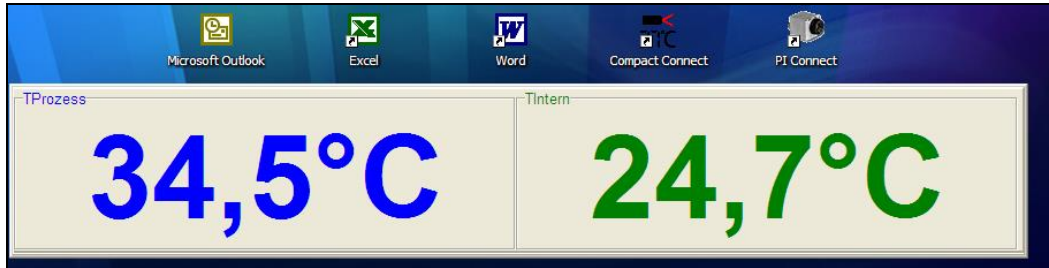 Microsoft Outlook
Excel
Word
Compact Connect
PI Connect
TProzess
TIntern
34,5°C
24,7°C